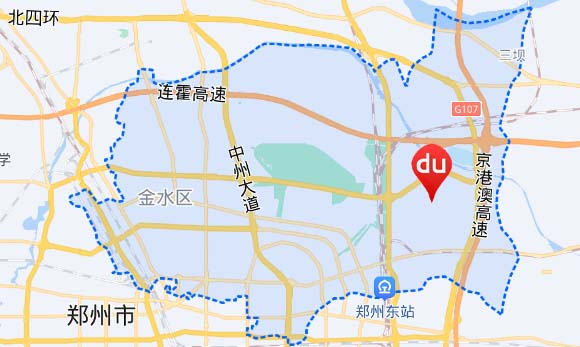 北四环
三坝
连霍高速
G107
学
du
中州大道
京港澳高速
金水区
郑州东站
郑州市